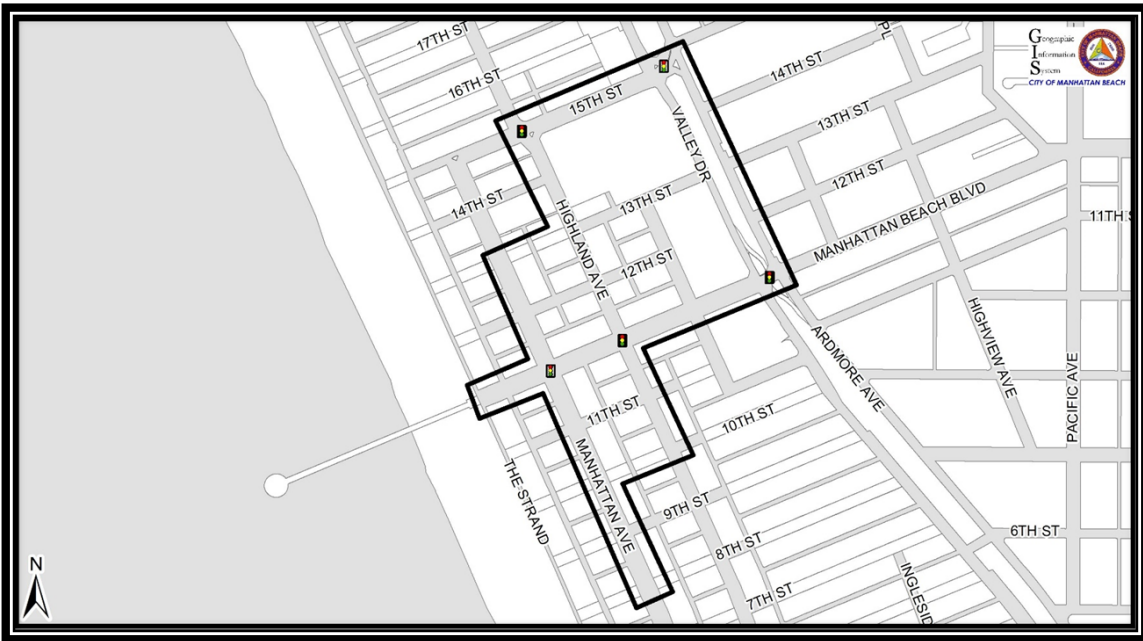 17TH ST
PL
Geographic
Information
System
CITY OF MANHATTAN BEACH
16TH ST
14TH ST
15TH ST
13TH ST
VALLEY DR
12TH ST
14TH ST
13TH ST
HIGHLAND AVE
MANHATTAN BEACH BLVD
11TH S
12TH ST
HIGHVIEW AVE
ARDMORE AVE
PACIFIC AVE
11TH ST
10TH ST
MANHATTAN AVE
THE STRAND
9TH ST
8TH ST
6TH ST
7TH ST
INGLESID
N